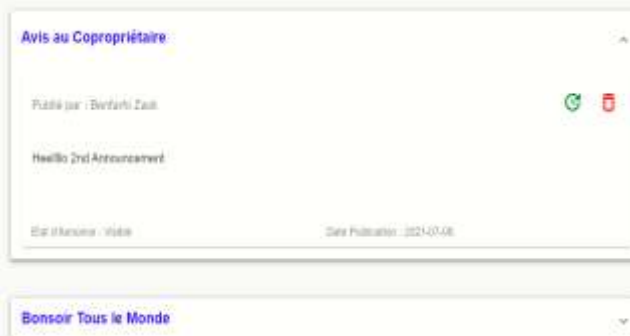 Avis au Copropriétaire
Publié par : Benfarhi Zaak
Heelllo 2nd Announcement
Etat d'Annonce : Visible
Date Publication : 2021-07-06
Bonsoir Tous le Monde